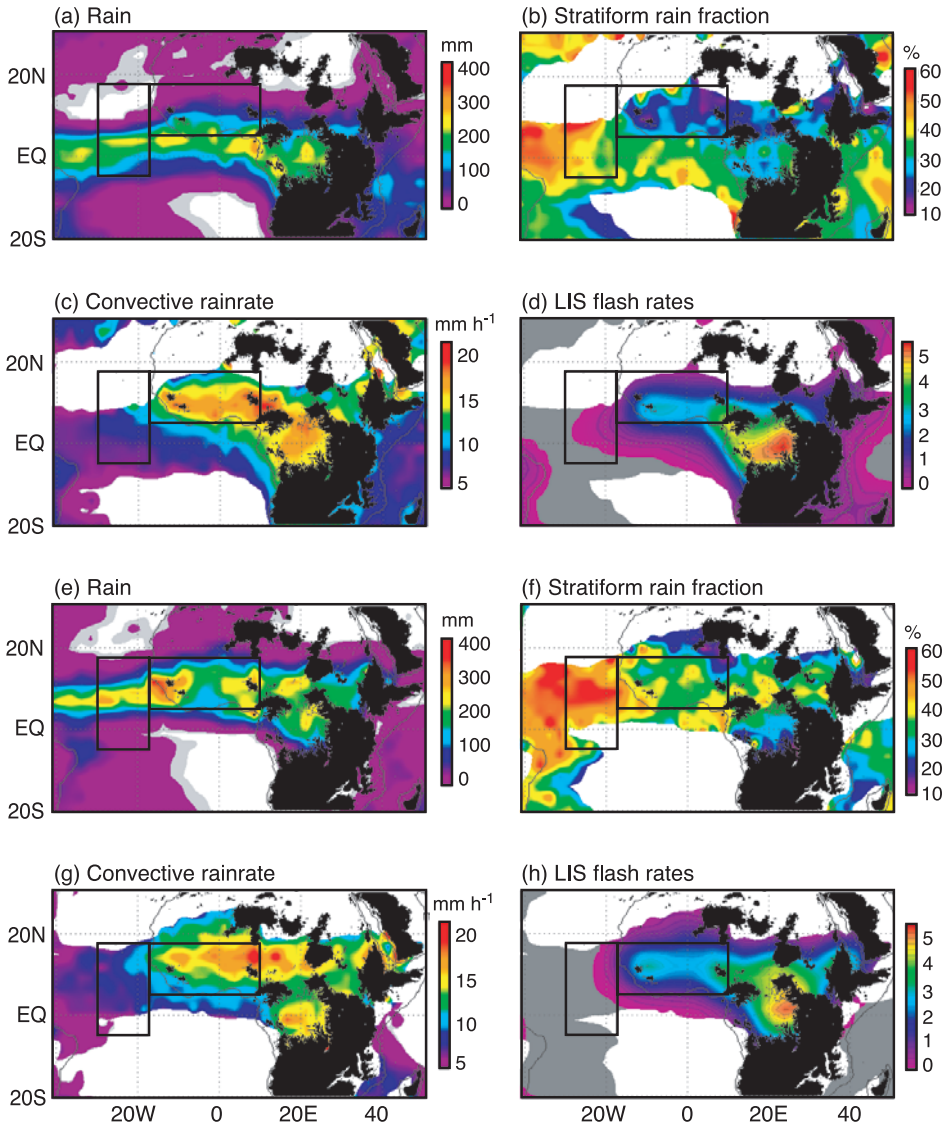 (a) Rain
mm
400
300
200
100
0
20N
EQ
20S
(b) Stratiform rain fraction
%
60
50
40
30
20
10
(c) Convective rainrate
mm h⁻¹
20
15
10
5
20N
EQ
20S
(d) LIS flash rates
5
4
3
2
1
0
(e) Rain
mm
400
300
200
100
0
20N
EQ
20S
(f) Stratiform rain fraction
%
60
50
40
30
20
10
(g) Convective rainrate
mm h⁻¹
20
15
10
5
20N
EQ
20S
20W 0 20E 40
(h) LIS flash rates
5
4
3
2
1
0
20W 0 20E 40